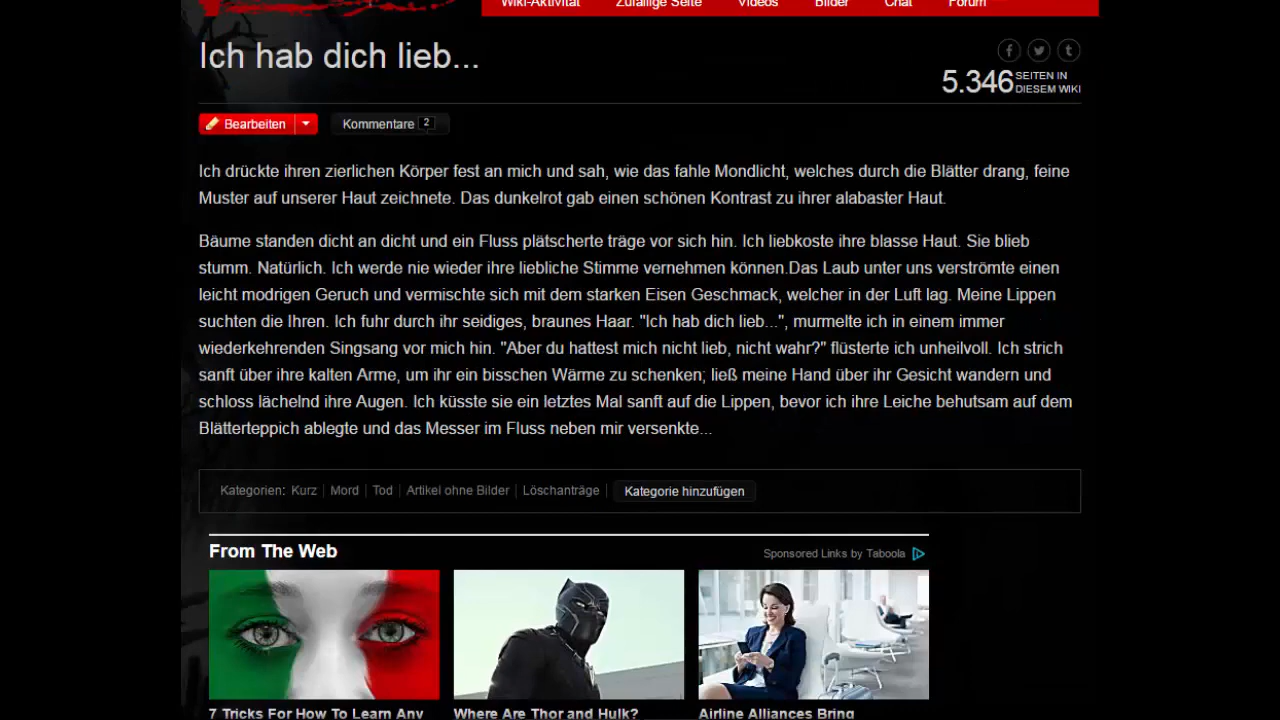 Wiki-Aktivität Zufällige Seite Videos Bilder Chat Forum
Ich hab dich lieb...
5.346 SEITEN IN
DIESEM WIKI
Bearbeiten Kommentare 2
Ich drückte ihren zierlichen Körper fest an mich und sah, wie das fahle Mondlicht, welches durch die Blätter drang, feine
Muster auf unserer Haut zeichnete. Das dunkelrot gab einen schönen Kontrast zu ihrer alabaster Haut.
Bäume standen dicht an dicht und ein Fluss plätscherte träge vor sich hin. Ich liebkoste ihre blasse Haut. Sie blieb
stumm. Natürlich. Ich werde nie wieder ihre liebliche Stimme vernehmen können.Das Laub unter uns verströmte einen
leicht modrigen Geruch und vermischte sich mit dem starken Eisen Geschmack, welcher in der Luft lag. Meine Lippen
suchten die Ihren. Ich fuhr durch ihr seidiges, braunes Haar. "Ich hab dich lieb...", murmelte ich in einem immer
wiederkehrenden Singsang vor mich hin. "Aber du hattest mich nicht lieb, nicht wahr?" flüsterte ich unheilvoll. Ich strich
sanft über ihre kalten Arme, um ihr ein bisschen Wärme zu schenken; ließ meine Hand über ihr Gesicht wandern und
schloss lächelnd ihre Augen. Ich küsste sie ein letztes Mal sanft auf die Lippen, bevor ich ihre Leiche behutsam auf dem
Blätterteppich ablegte und das Messer im Fluss neben mir versenkte...
Kategorien: Kurz Mord Tod Artikel ohne Bilder Löschanträge Kategorie hinzufügen
From The Web
Sponsored Links by Taboola
7 Tricks For How To Learn Any
Where Are Thor and Hulk?
Airline Alliances Bring